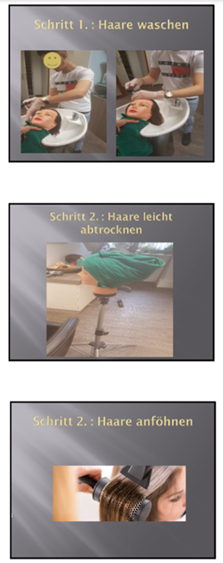 Schritt 1. : Haare waschen
Schritt 2. : Haare leicht
abtrocknen
Schritt 2. : Haare anföhnen